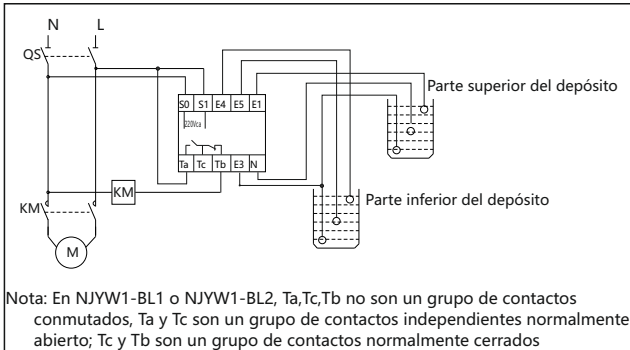 N L
QS
S0 S1 E4 E5 E1
220Vca
Ta Tc Tb E3 N
Parte superior del depósito
KM
Parte inferior del depósito
KM
M
Nota: En NJYW1-BL1 o NJYW1-BL2, Ta,Tc,Tb no son un grupo de contactos
conmutados, Ta y Tc son un grupo de contactos independientes normalmente
abierto; Tc y Tb son un grupo de contactos normalmente cerrados